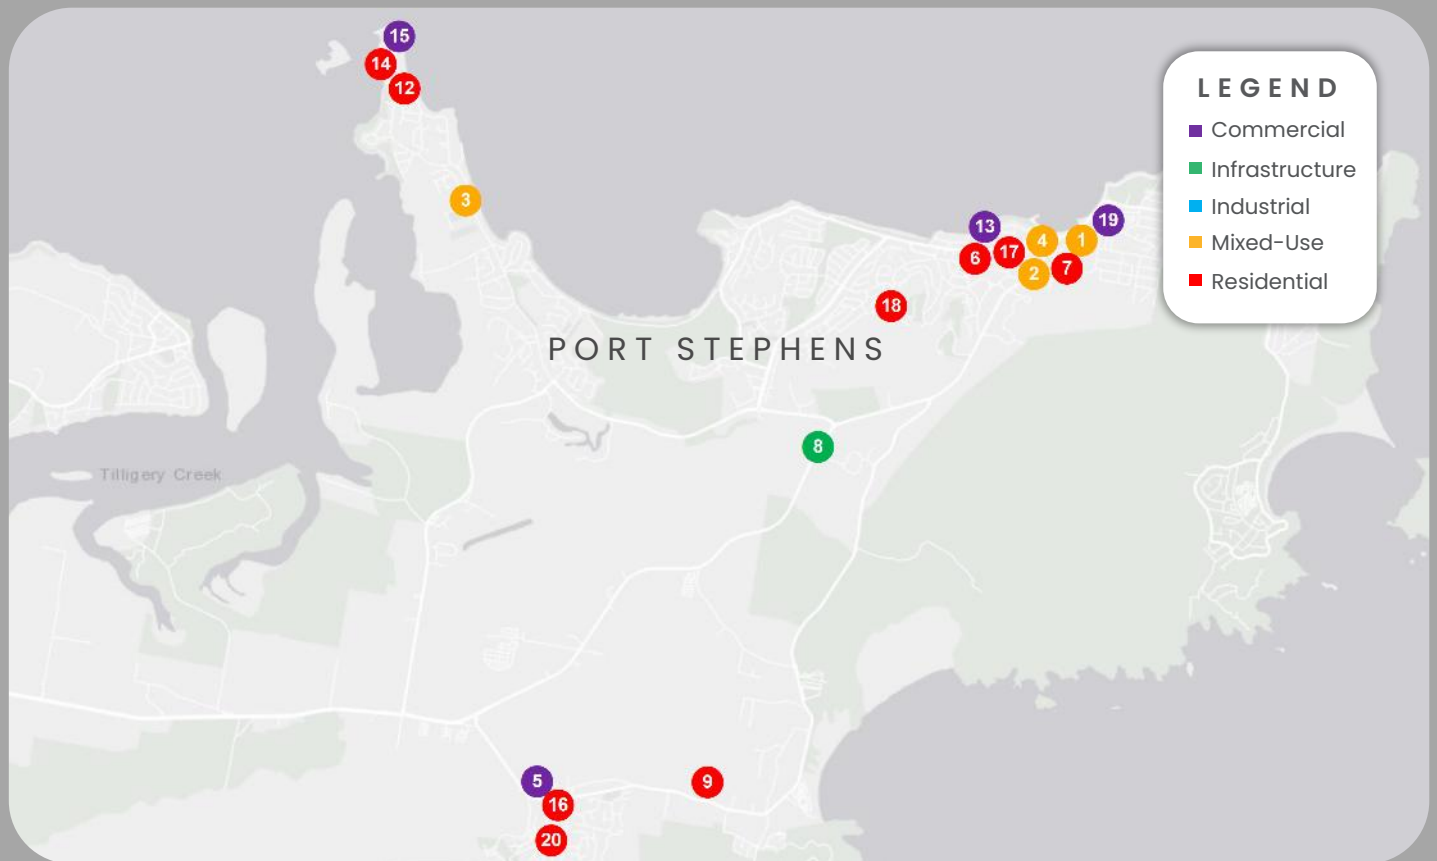 15
14
12
3
13
19
4
1
6
17
2
7
18
PORT STEPHENS
8
Tilligery Creek
5
9
16
20
LEGEND
Commercial
Infrastructure
Industrial
Mixed-Use
Residential